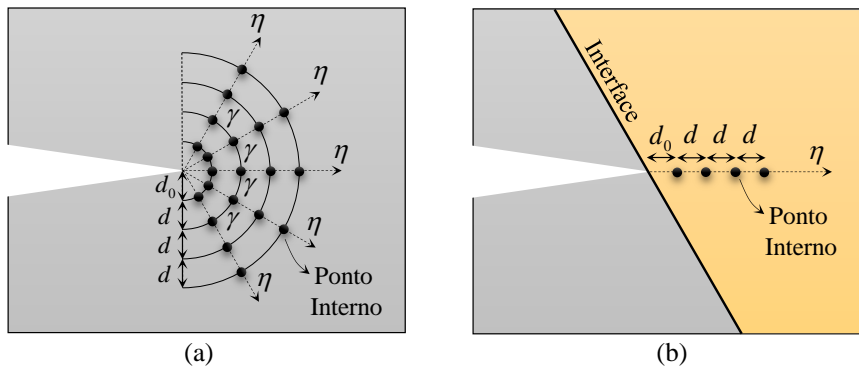 η
η
η
η
η
γ
γ
γ
γ
d₀
d
d
d
Ponto
Interno
(a)
Interface
d₀ d d d
η
Ponto
Interno
(b)